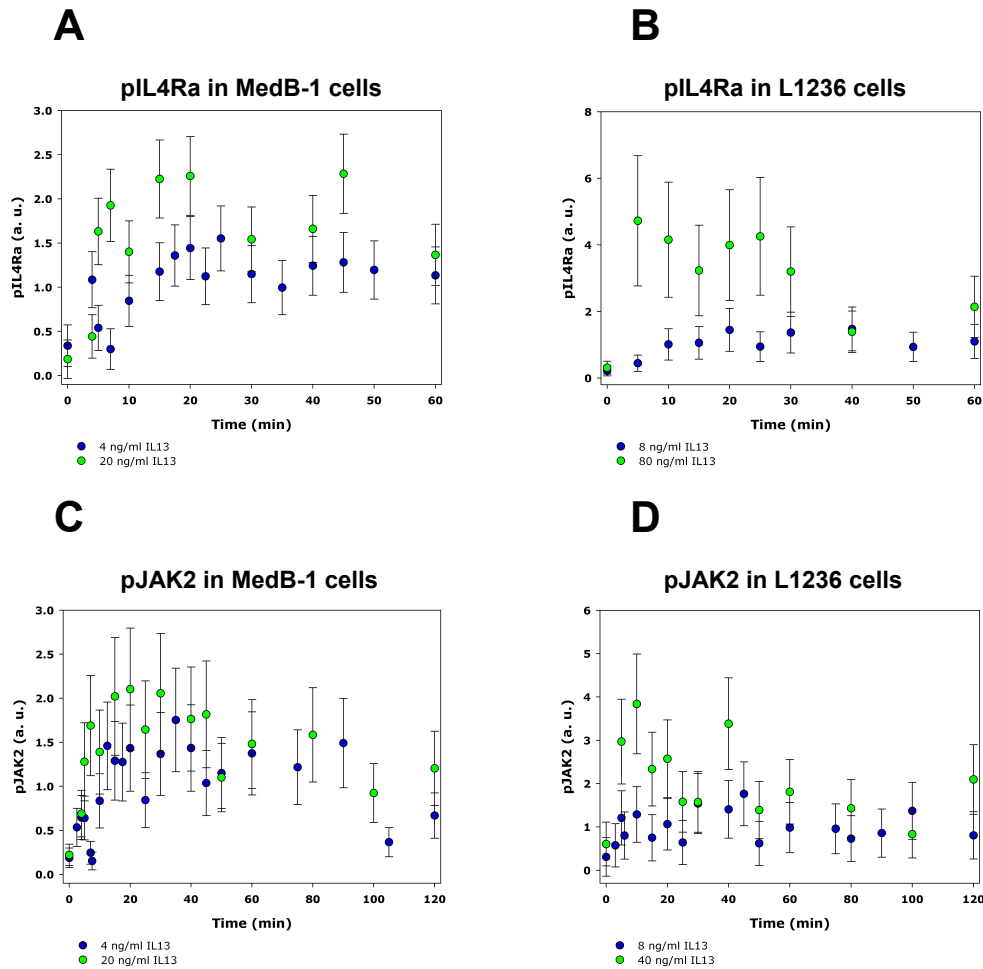 A
pIL4Ra in MedB-1 cells
3.0
2.5
2.0
1.5
1.0
0.5
0.0
pIL4Ra (a. u.)
0 10 20 30 40 50 60
Time (min)
4 ng/ml IL13
20 ng/ml IL13
B
pIL4Ra in L1236 cells
8
6
4
2
0
pIL4Ra (a. u.)
0 10 20 30 40 50 60
Time (min)
8 ng/ml IL13
80 ng/ml IL13
C
pJAK2 in MedB-1 cells
3.0
2.5
2.0
1.5
1.0
0.5
0.0
pJAK2 (a. u.)
0 20 40 60 80 100 120
Time (min)
4 ng/ml IL13
20 ng/ml IL13
D
pJAK2 in L1236 cells
6
5
4
3
2
1
0
pJAK2 (a. u.)
0 20 40 60 80 100 120
Time (min)
8 ng/ml IL13
40 ng/ml IL13